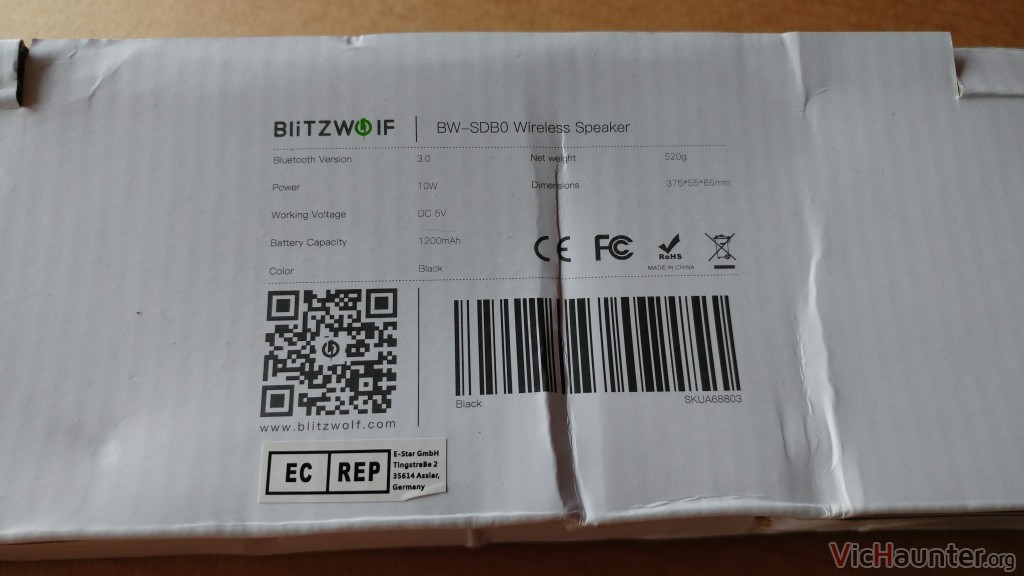 BLiTZWOLF | BW-SDB0 Wireless Speaker
Bluetooth Version 3.0 Net weight 520g
Power 10W Dimensions 375*55*65mm
Working Voltage DC 5V
Battery Capacity 1200mAh
CE FC RoHS
MADE IN CHINA
Color Black
Black SKUA68803
www.blitzwolf.com
EC REP
E-Star GmbH
Tingstraße 2
35614 Asslar,
Germany
VicHaunter.org